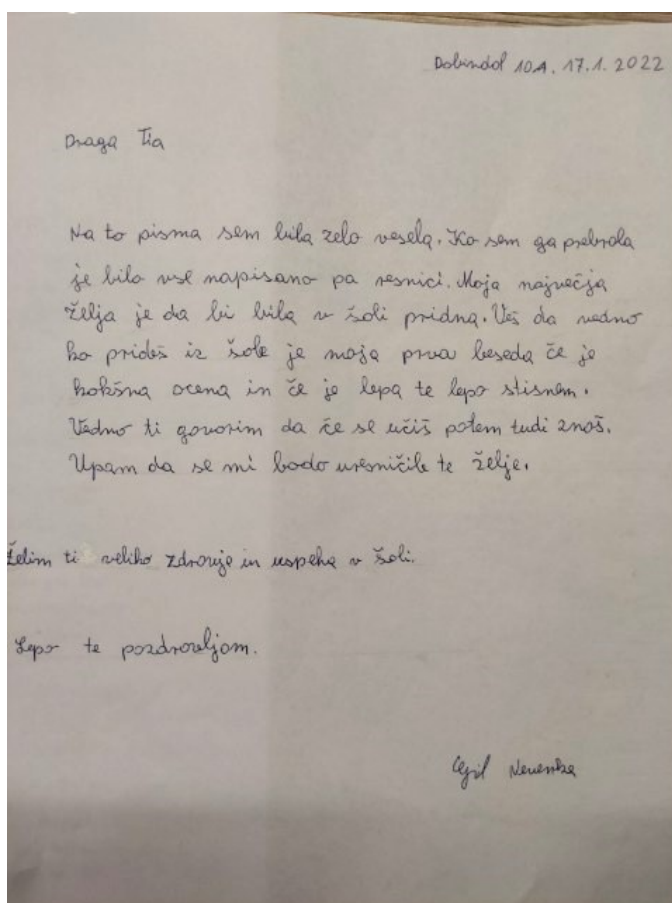 Dobindol 10A. 17.1.2022
Draga Tia
Na to pisma sem bila zelo vesela. Ko sem ga prebrala
je bilo vse napisano pa resnici. Moja največja
želja je da bi bila v šoli pridna. Veš da vedno
ko prideš iz šole je moja prva beseda če je
kokšna ocena in če je lepa te lepo stisnem.
Vedno ti govorim da če se učiš potem tudi znaš.
Upam da se mi bodo uresničile te želje.
Želim ti veliko zdravje in uspeha v šoli.
Lepo te pozdravljam.
Nevenka